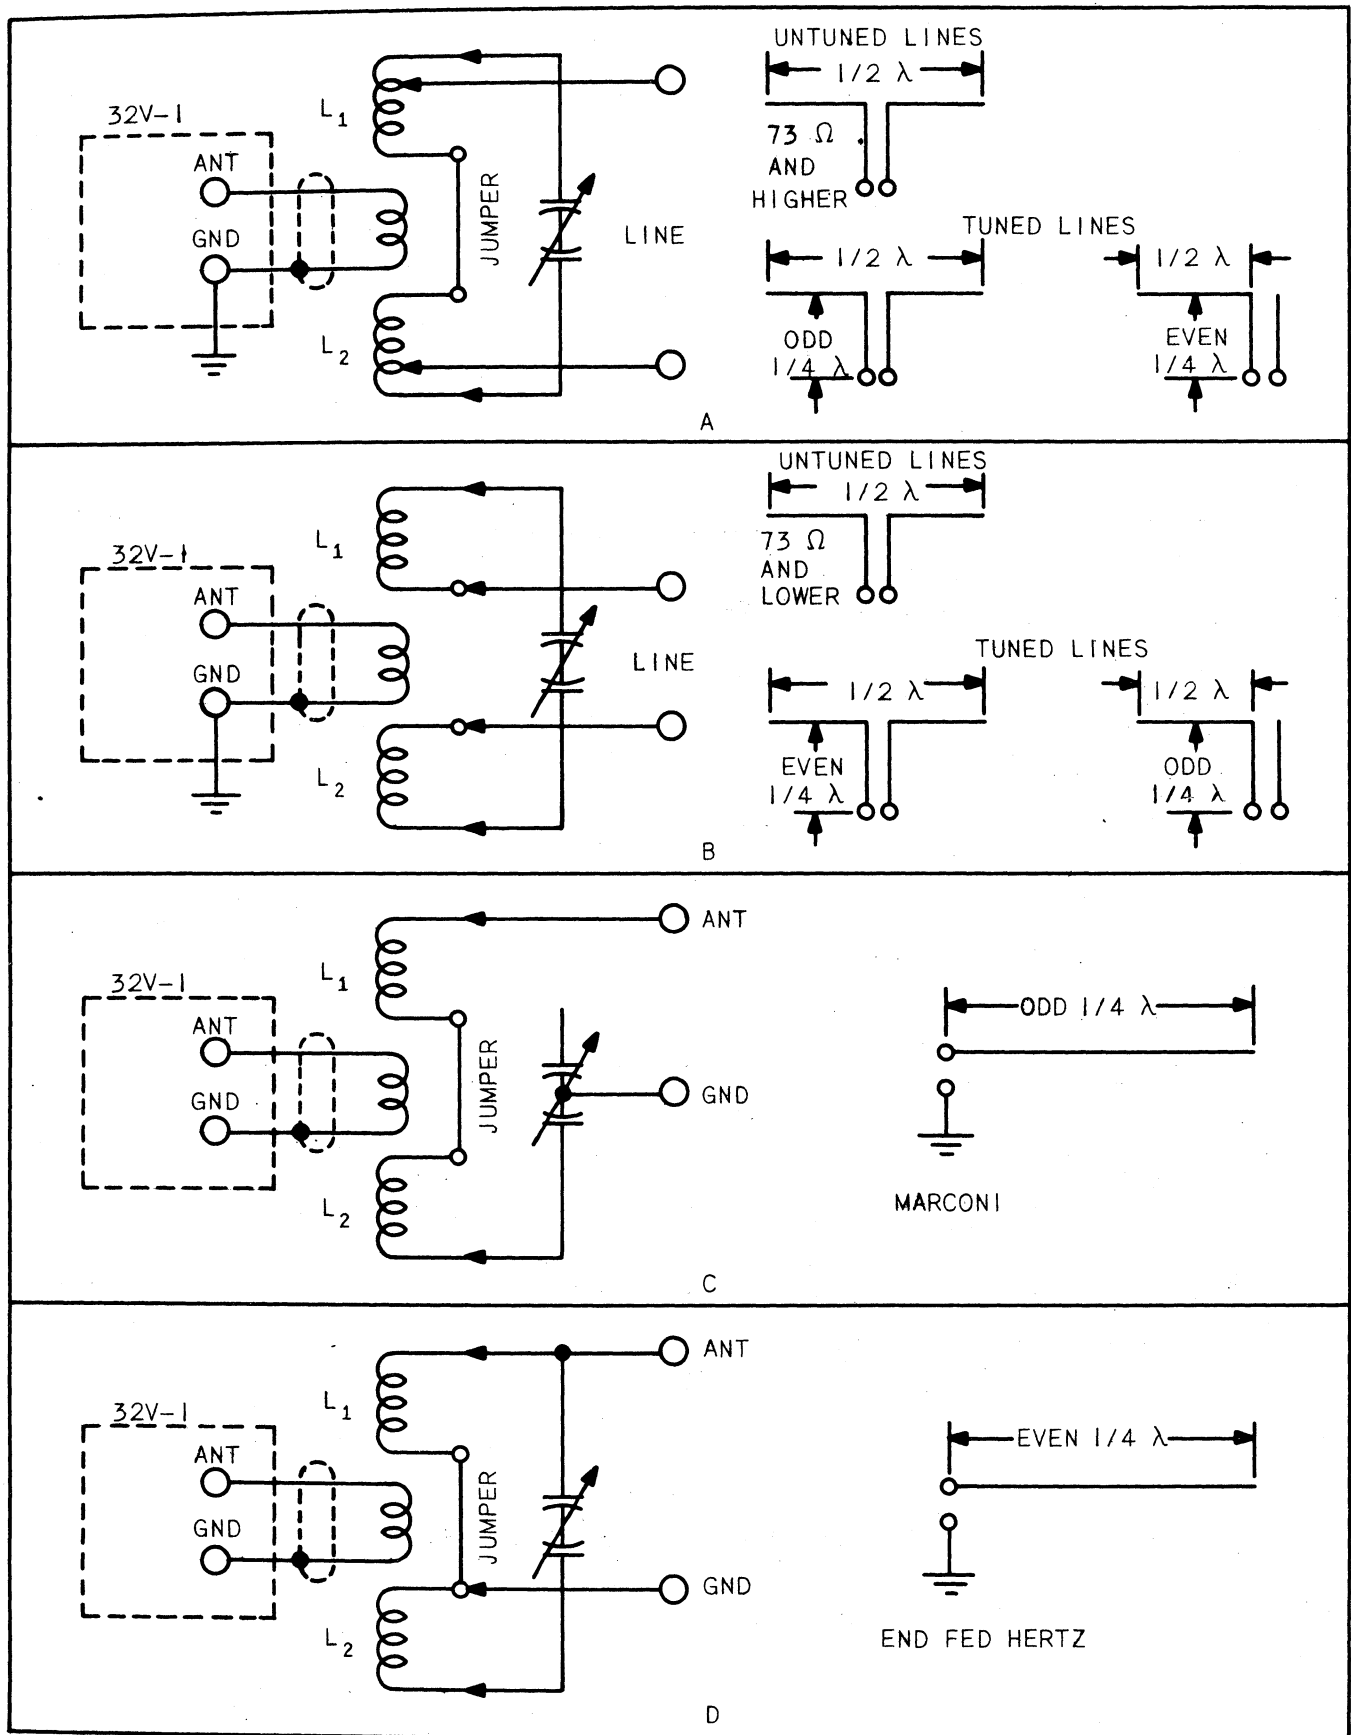 32V-1
ANT
GND
L1
L2
JUMPER
LINE
UNTUNED LINES
1/2 λ
73 Ω
AND
HIGHER
TUNED LINES
1/2 λ
ODD
1/4 λ
1/2 λ
EVEN
1/4 λ
A
32V-1
ANT
GND
L1
L2
LINE
UNTUNED LINES
1/2 λ
73 Ω
AND
LOWER
TUNED LINES
1/2 λ
EVEN
1/4 λ
1/2 λ
ODD
1/4 λ
B
32V-1
ANT
GND
L1
L2
JUMPER
ANT
GND
ODD 1/4 λ
MARCONI
C
32V-1
ANT
GND
L1
L2
JUMPER
ANT
GND
EVEN 1/4 λ
END FED HERTZ
D